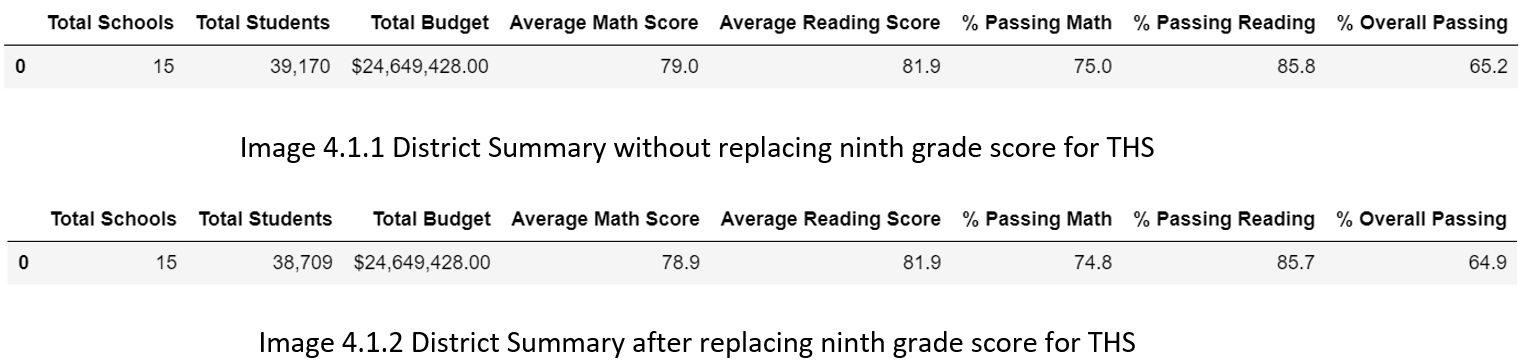 Total Schools Total Students Total Budget Average Math Score Average Reading Score % Passing Math % Passing Reading % Overall Passing
0 15 39,170 $24,649,428.00 79.0 81.9 75.0 85.8 65.2
Image 4.1.1 District Summary without replacing ninth grade score for THS
Total Schools Total Students Total Budget Average Math Score Average Reading Score % Passing Math % Passing Reading % Overall Passing
0 15 38,709 $24,649,428.00 78.9 81.9 74.8 85.7 64.9
Image 4.1.2 District Summary after replacing ninth grade score for THS